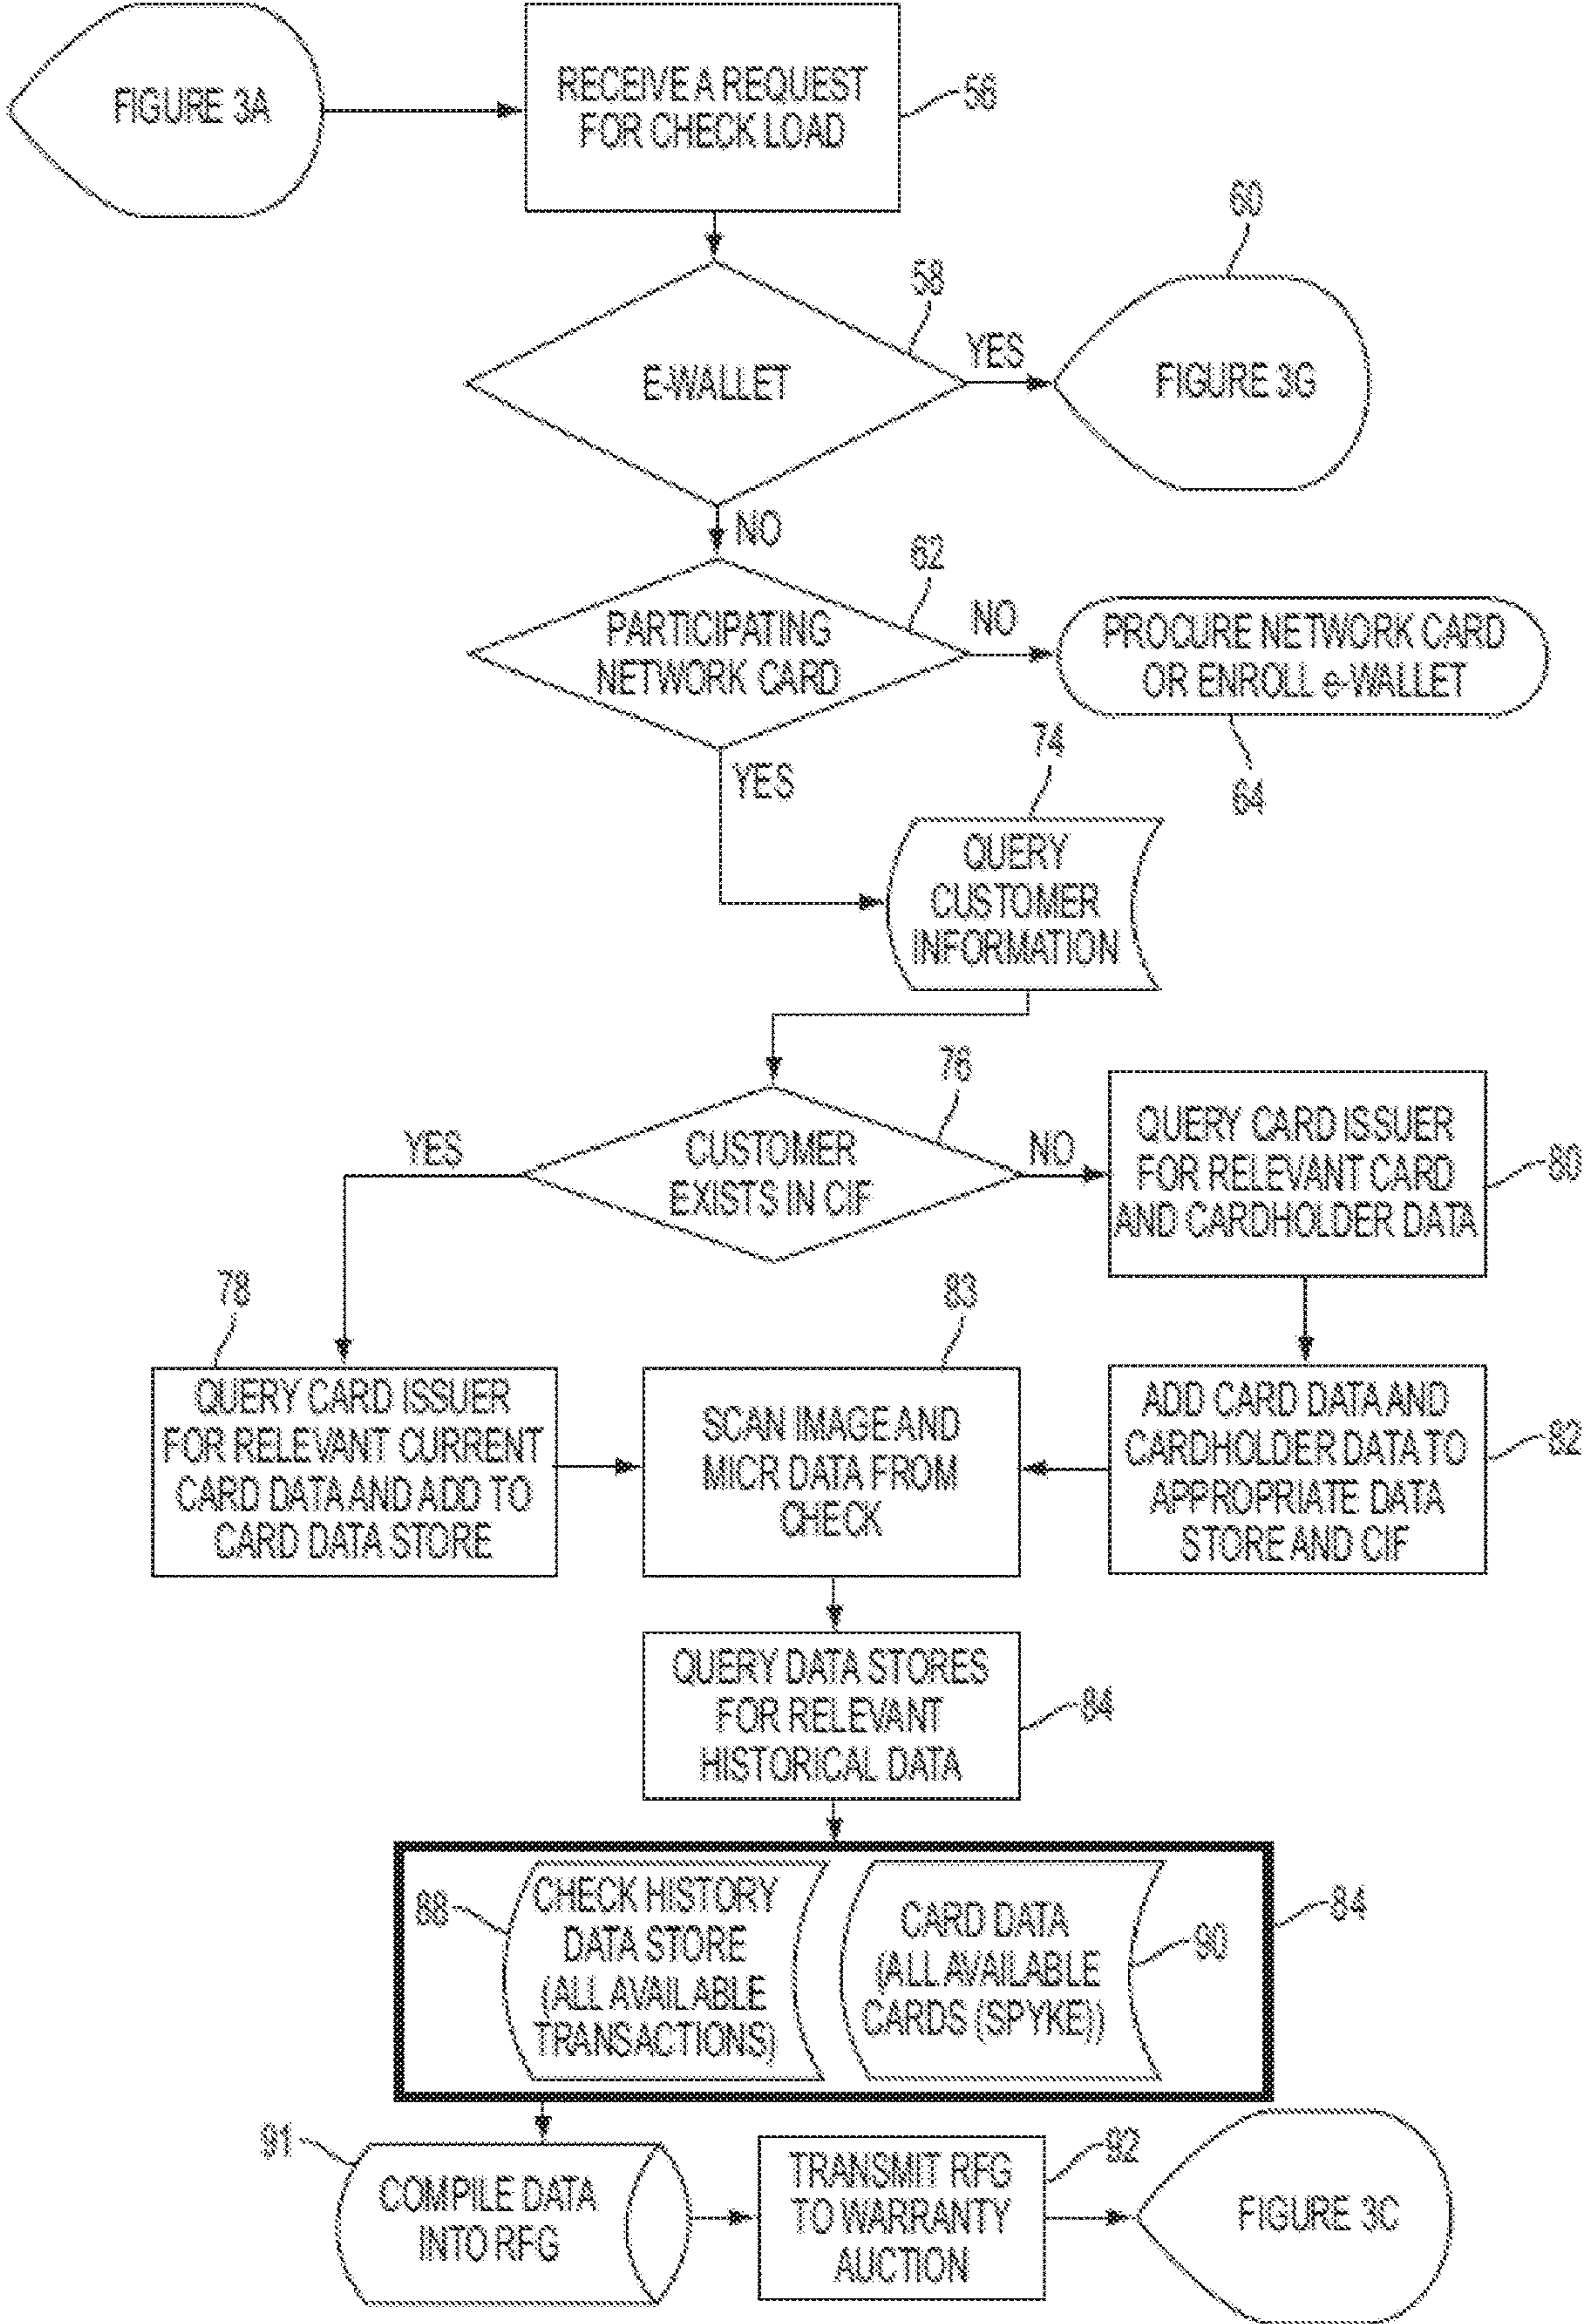 FIGURE 3A
RECEIVE A REQUEST
FOR CHECK LOAD
56
60
58
E-WALLET
YES
FIGURE 3G
NO
62
PARTICIPATING
NETWORK CARD
NO
PROCURE NETWORK CARD
OR ENROLL e-WALLET
64
YES
74
QUERY
CUSTOMER
INFORMATION
76
YES
CUSTOMER
EXISTS IN CIF
NO
QUERY CARD ISSUER
FOR RELEVANT CARD
AND CARDHOLDER DATA
80
78
83
QUERY CARD ISSUER
FOR RELEVANT CURRENT
CARD DATA AND ADD TO
CARD DATA STORE
SCAN IMAGE AND
MICR DATA FROM
CHECK
ADD CARD DATA AND
CARDHOLDER DATA TO
APPROPRIATE DATA
STORE AND CIF
82
QUERY DATA STORES
FOR RELEVANT
HISTORICAL DATA
84
88
CHECK HISTORY
DATA STORE
(ALL AVAILABLE
TRANSACTIONS)
CARD DATA
(ALL AVAILABLE
CARDS (SPYKE))
90
84
91
COMPILE DATA
INTO RFG
TRANSMIT RFG
TO WARRANTY
AUCTION
92
FIGURE 3C